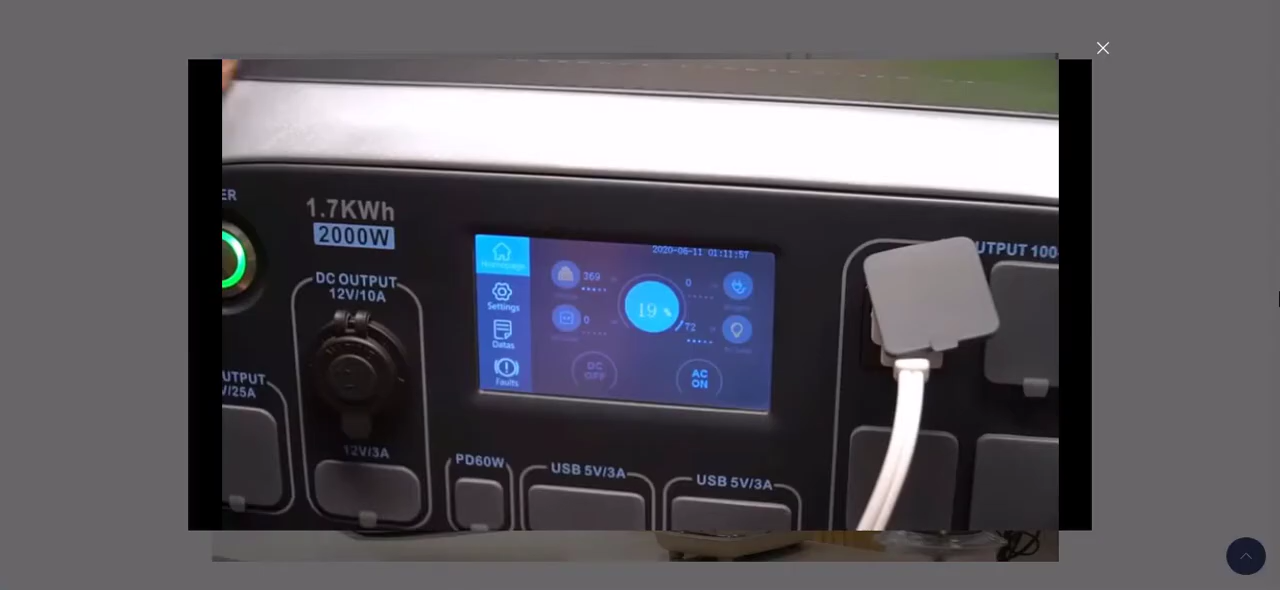 ER
1.7KWh
2000W
DC OUTPUT
12V/10A
UTPUT
/25A
12V/3A
PD60W
USB 5V/3A
USB 5V/3A
UTPUT 100-
2020-06-11 01:11:57
Homepage
Settings
Datas
Faults
369
0
19 %
0
72
DC
OFF
AC
ON